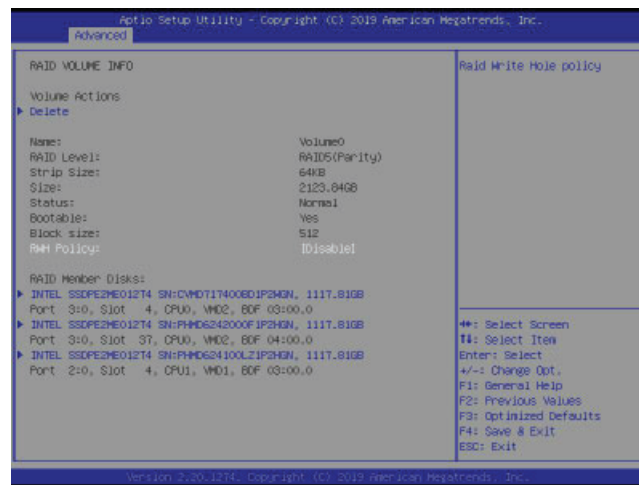 Aptio Setup Utility - Copyright (C) 2019 American Megatrends, Inc.
Advanced
RAID VOLUME INFO
Volume Actions
Delete
Name: Volume0
RAID Level: RAID5(Parity)
Strip Size: 64KB
Size: 2123.84GB
Status: Normal
Bootable: Yes
Block size: 512
RWH Policy: [Disable]
RAID Member Disks:
INTEL SSDPE2ME012T4 SN:CVMD717400BD1P2WGN, 1117.81GB
Port 3:0, Slot 4, CPU0, VMD2, BDF 03:00.0
INTEL SSDPE2ME012T4 SN:PHMD6242000F1P2HGN, 1117.81GB
Port 3:0, Slot 37, CPU0, VMD2, BDF 04:00.0
INTEL SSDPE2ME012T4 SN:PHMD624100LZ1P2HGN, 1117.81GB
Port 2:0, Slot 4, CPU1, VMD1, BDF 03:00.0
Raid Write Hole policy
→←: Select Screen
↑↓: Select Item
Enter: Select
+/-: Change Opt.
F1: General Help
F2: Previous Values
F3: Optimized Defaults
F4: Save & Exit
ESC: Exit
Version 2.20.1274. Copyright (C) 2019 American Megatrends, Inc.